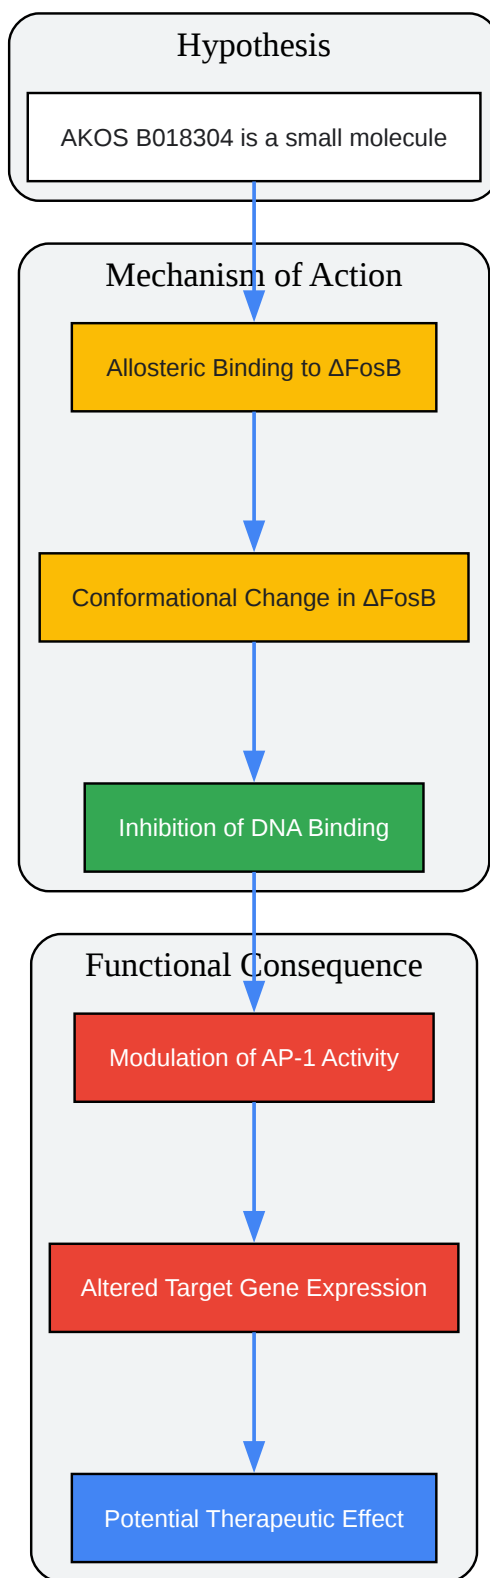 Hypothesis
AKOS B018304 is a small molecule
Mechanism of Action
Allosteric Binding to ΔFosB
Conformational Change in ΔFosB
Inhibition of DNA Binding
Functional Consequence
Modulation of AP-1 Activity
Altered Target Gene Expression
Potential Therapeutic Effect